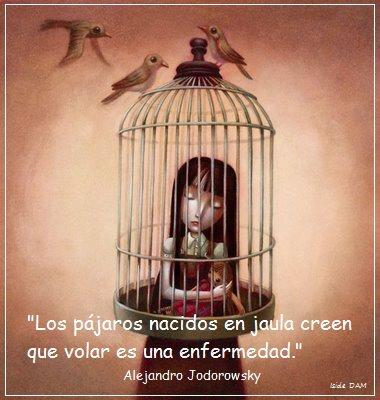 "Los pájaros nacidos en jaula creen
que volar es una enfermedad."
Alejandro Jodorowsky
Iside DAM